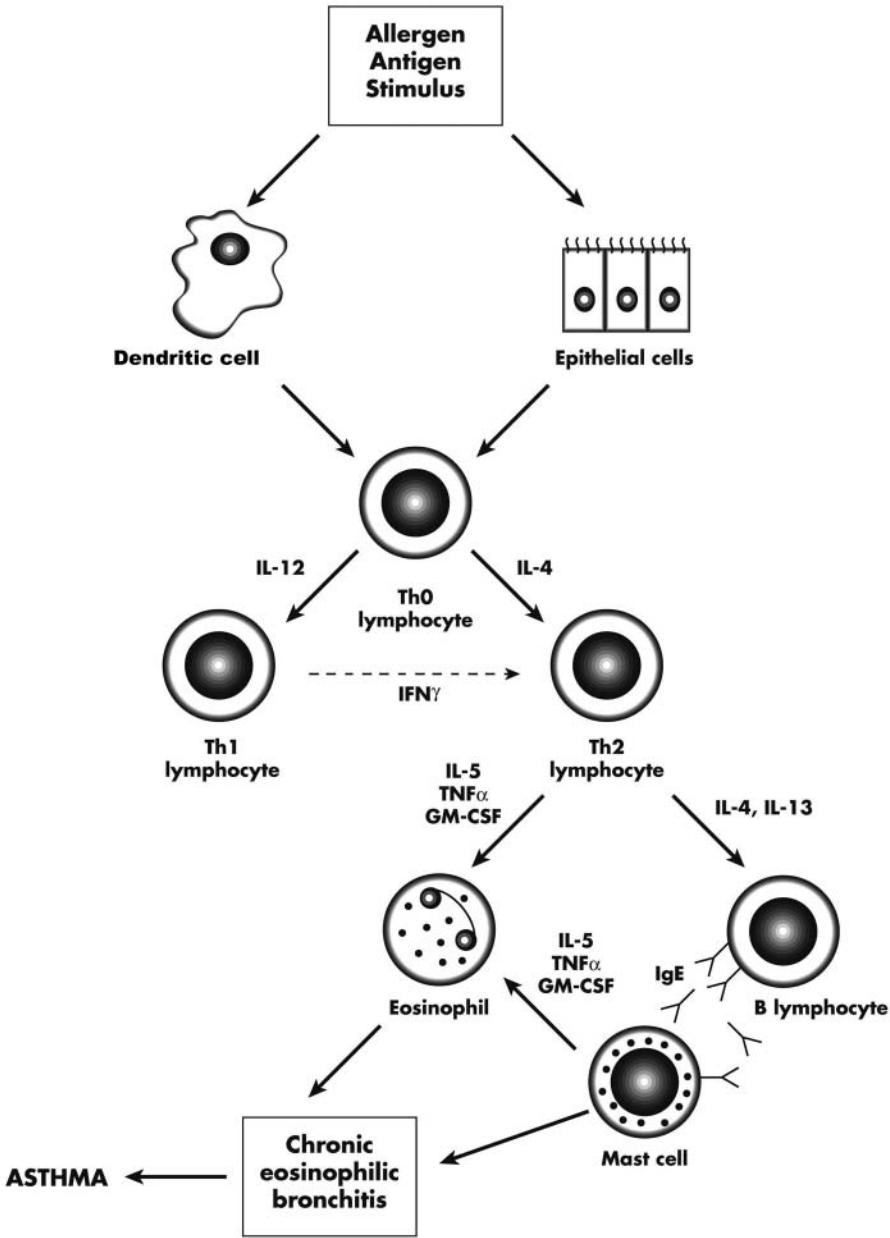 Allergen
Antigen
Stimulus
Dendritic cell
Epithelial cells
IL-12
IL-4
Th0
lymphocyte
IFNγ
Th1
lymphocyte
Th2
lymphocyte
IL-5
TNFα
GM-CSF
IL-4, IL-13
IL-5
TNFα
GM-CSF
IgE
Eosinophil
B lymphocyte
Mast cell
Chronic
eosinophilic
bronchitis
ASTHMA